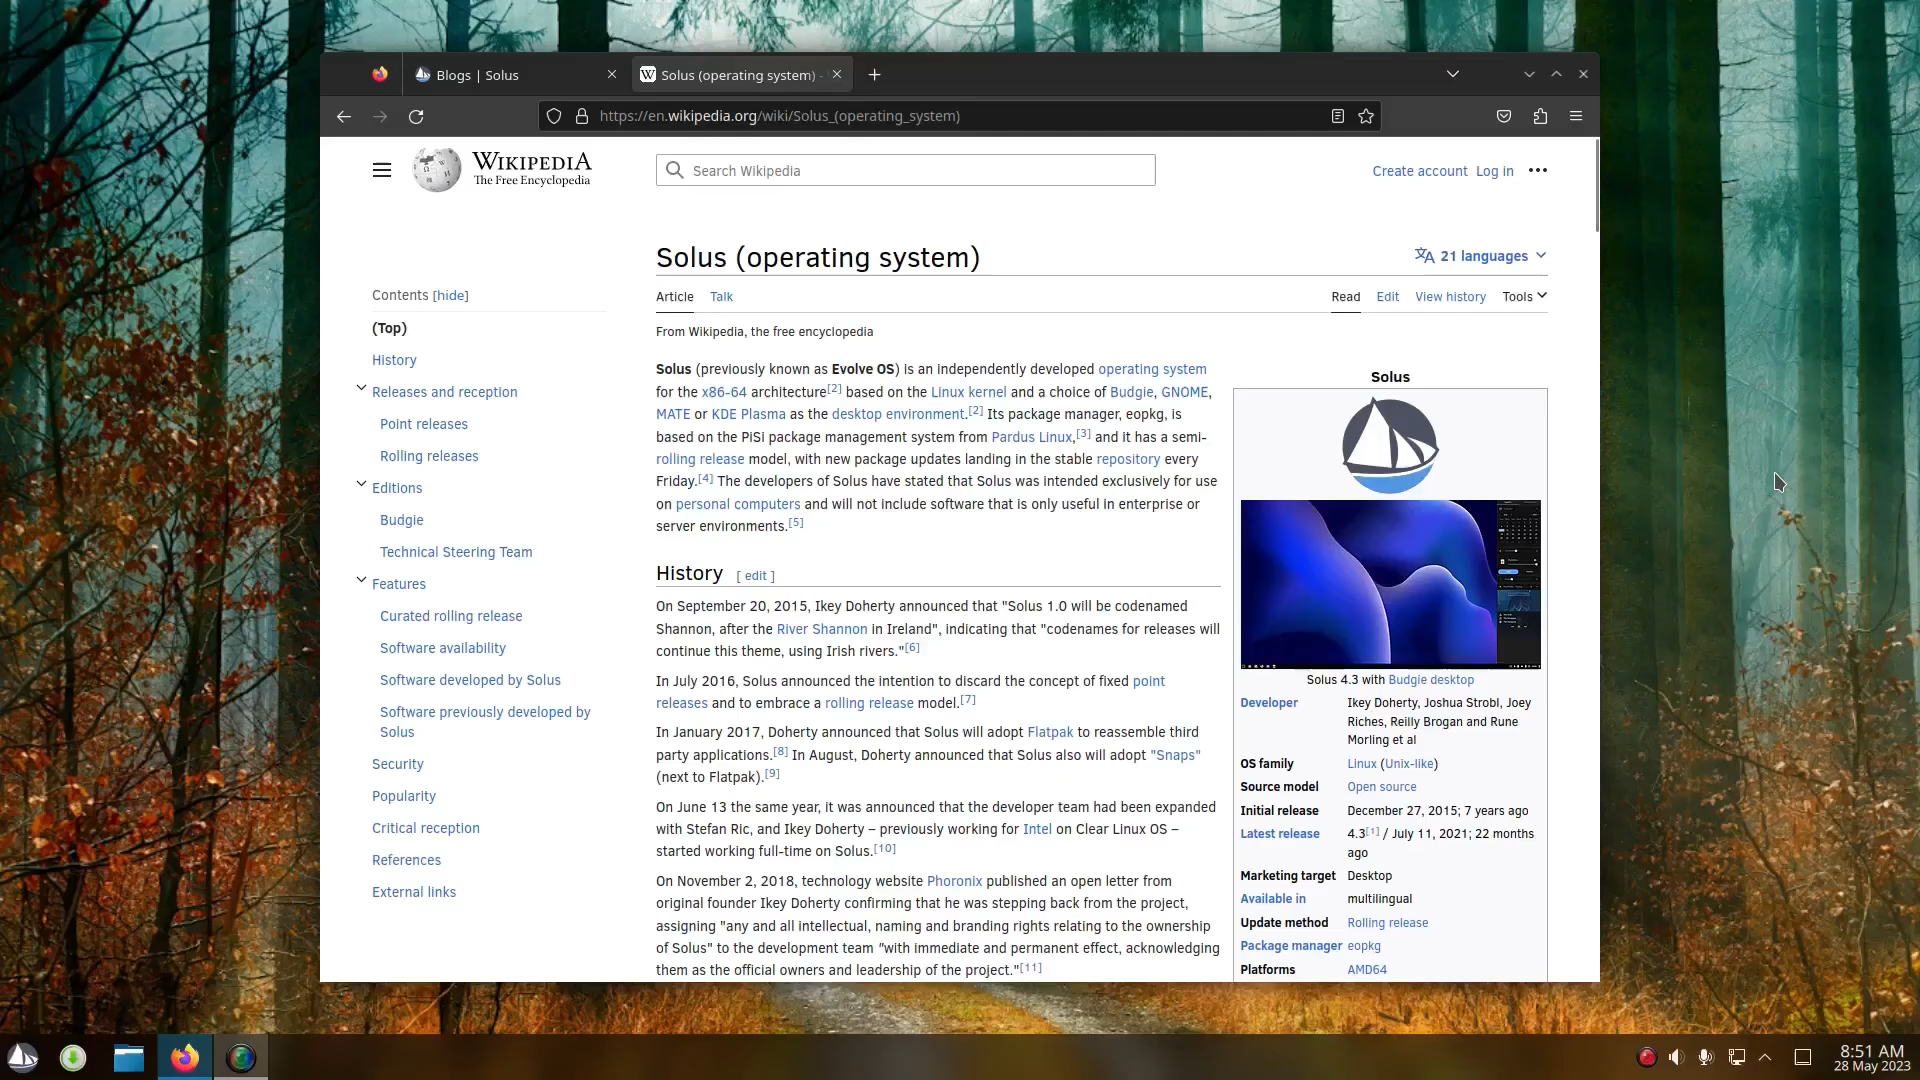 Blogs | Solus
Solus (operating system) -
https://en.wikipedia.org/wiki/Solus_(operating_system)
WIKIPEDIA
The Free Encyclopedia
Search Wikipedia
Create account Log in
Solus (operating system)
21 languages
Contents [hide]
(Top)
History
Releases and reception
Point releases
Rolling releases
Editions
Budgie
Technical Steering Team
Features
Curated rolling release
Software availability
Software developed by Solus
Software previously developed by
Solus
Security
Popularity
Critical reception
References
External links
Article Talk
Read Edit View history Tools
From Wikipedia, the free encyclopedia
Solus (previously known as Evolve OS) is an independently developed operating system
for the x86-64 architecture[2] based on the Linux kernel and a choice of Budgie, GNOME,
MATE or KDE Plasma as the desktop environment.[2] Its package manager, eopkg, is
based on the PiSi package management system from Pardus Linux,[3] and it has a semi-
rolling release model, with new package updates landing in the stable repository every
Friday.[4] The developers of Solus have stated that Solus was intended exclusively for use
on personal computers and will not include software that is only useful in enterprise or
server environments.[5]
History [ edit ]
On September 20, 2015, Ikey Doherty announced that "Solus 1.0 will be codenamed
Shannon, after the River Shannon in Ireland", indicating that "codenames for releases will
continue this theme, using Irish rivers."[6]
In July 2016, Solus announced the intention to discard the concept of fixed point
releases and to embrace a rolling release model.[7]
In January 2017, Doherty announced that Solus will adopt Flatpak to reassemble third
party applications.[8] In August, Doherty announced that Solus also will adopt "Snaps"
(next to Flatpak).[9]
On June 13 the same year, it was announced that the developer team had been expanded
with Stefan Ric, and Ikey Doherty – previously working for Intel on Clear Linux OS –
started working full-time on Solus.[10]
On November 2, 2018, technology website Phoronix published an open letter from
original founder Ikey Doherty confirming that he was stepping back from the project,
assigning "any and all intellectual, naming and branding rights relating to the ownership
of Solus" to the development team "with immediate and permanent effect, acknowledging
them as the official owners and leadership of the project."[11]
Solus
Solus 4.3 with Budgie desktop
Developer Ikey Doherty, Joshua Strobl, Joey
Riches, Reilly Brogan and Rune
Morling et al
OS family Linux (Unix-like)
Source model Open source
Initial release December 27, 2015; 7 years ago
Latest release 4.3[1] / July 11, 2021; 22 months
ago
Marketing target Desktop
Available in multilingual
Update method Rolling release
Package manager eopkg
Platforms AMD64
8:51 AM
28 May 2023